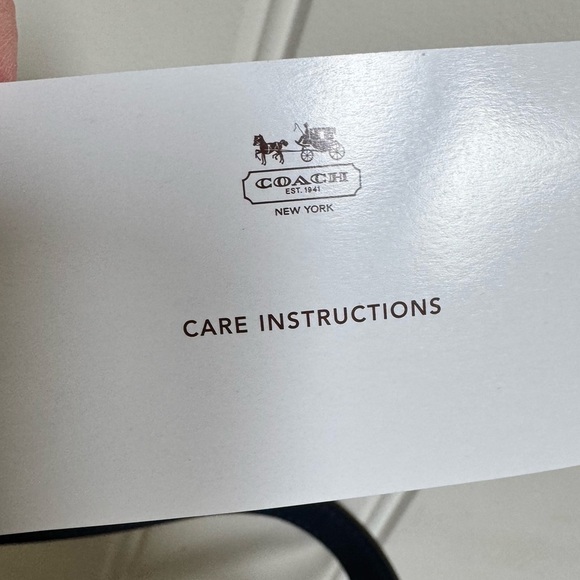 COACH
EST. 1941
NEW YORK
CARE INSTRUCTIONS